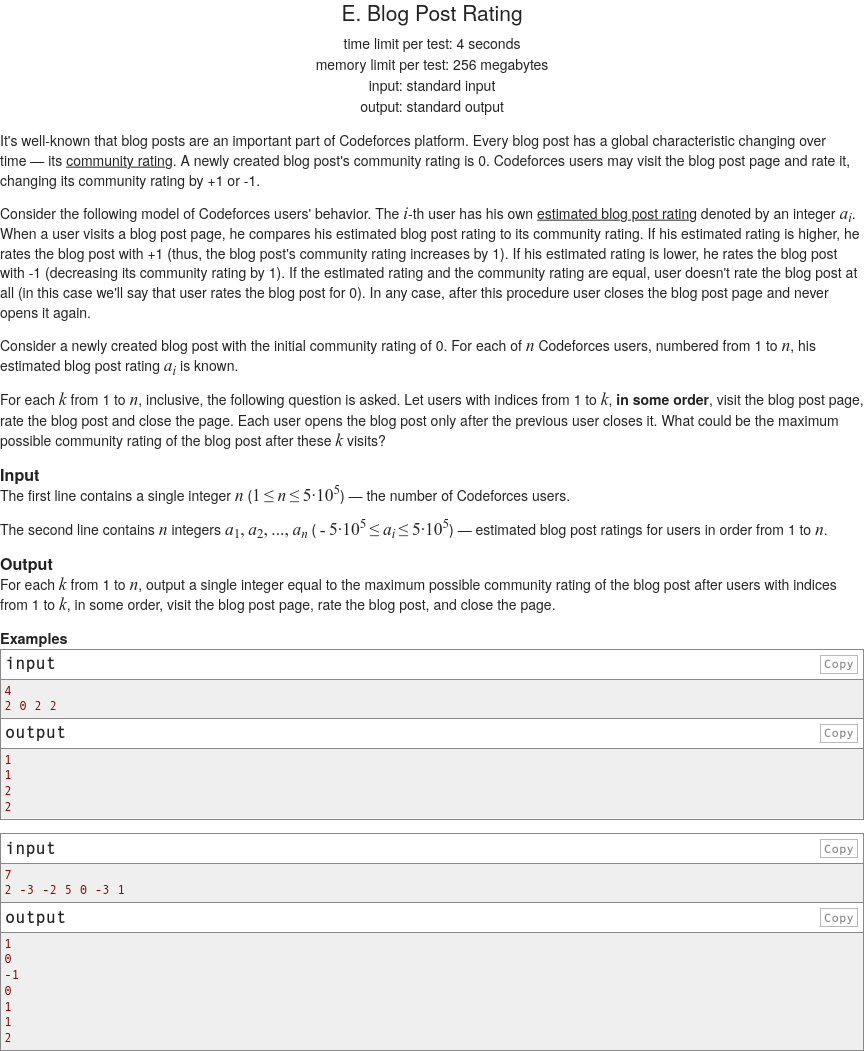 E. Blog Post Rating
time limit per test: 4 seconds
memory limit per test: 256 megabytes
input: standard input
output: standard output
It's well-known that blog posts are an important part of Codeforces platform. Every blog post has a global characteristic changing over
time — its community rating. A newly created blog post's community rating is 0. Codeforces users may visit the blog post page and rate it,
changing its community rating by +1 or -1.
Consider the following model of Codeforces users' behavior. The i-th user has his own estimated blog post rating denoted by an integer a_i.
When a user visits a blog post page, he compares his estimated blog post rating to its community rating. If his estimated rating is higher, he
rates the blog post with +1 (thus, the blog post's community rating increases by 1). If his estimated rating is lower, he rates the blog post
with -1 (decreasing its community rating by 1). If the estimated rating and the community rating are equal, user doesn't rate the blog post at
all (in this case we'll say that user rates the blog post for 0). In any case, after this procedure user closes the blog post page and never
opens it again.
Consider a newly created blog post with the initial community rating of 0. For each of n Codeforces users, numbered from 1 to n, his
estimated blog post rating a_i is known.
For each k from 1 to n, inclusive, the following question is asked. Let users with indices from 1 to k, in some order, visit the blog post page,
rate the blog post and close the page. Each user opens the blog post only after the previous user closes it. What could be the maximum
possible community rating of the blog post after these k visits?
Input
The first line contains a single integer n (1 ≤ n ≤ 5·10^5) — the number of Codeforces users.
The second line contains n integers a_1, a_2, ..., a_n ( - 5·10^5 ≤ a_i ≤ 5·10^5) — estimated blog post ratings for users in order from 1 to n.
Output
For each k from 1 to n, output a single integer equal to the maximum possible community rating of the blog post after users with indices
from 1 to k, in some order, visit the blog post page, rate the blog post, and close the page.
Examples
input Copy
4
2 0 2 2
output Copy
1
1
2
2
input Copy
7
2 -3 -2 5 0 -3 1
output Copy
1
0
-1
0
1
1
2